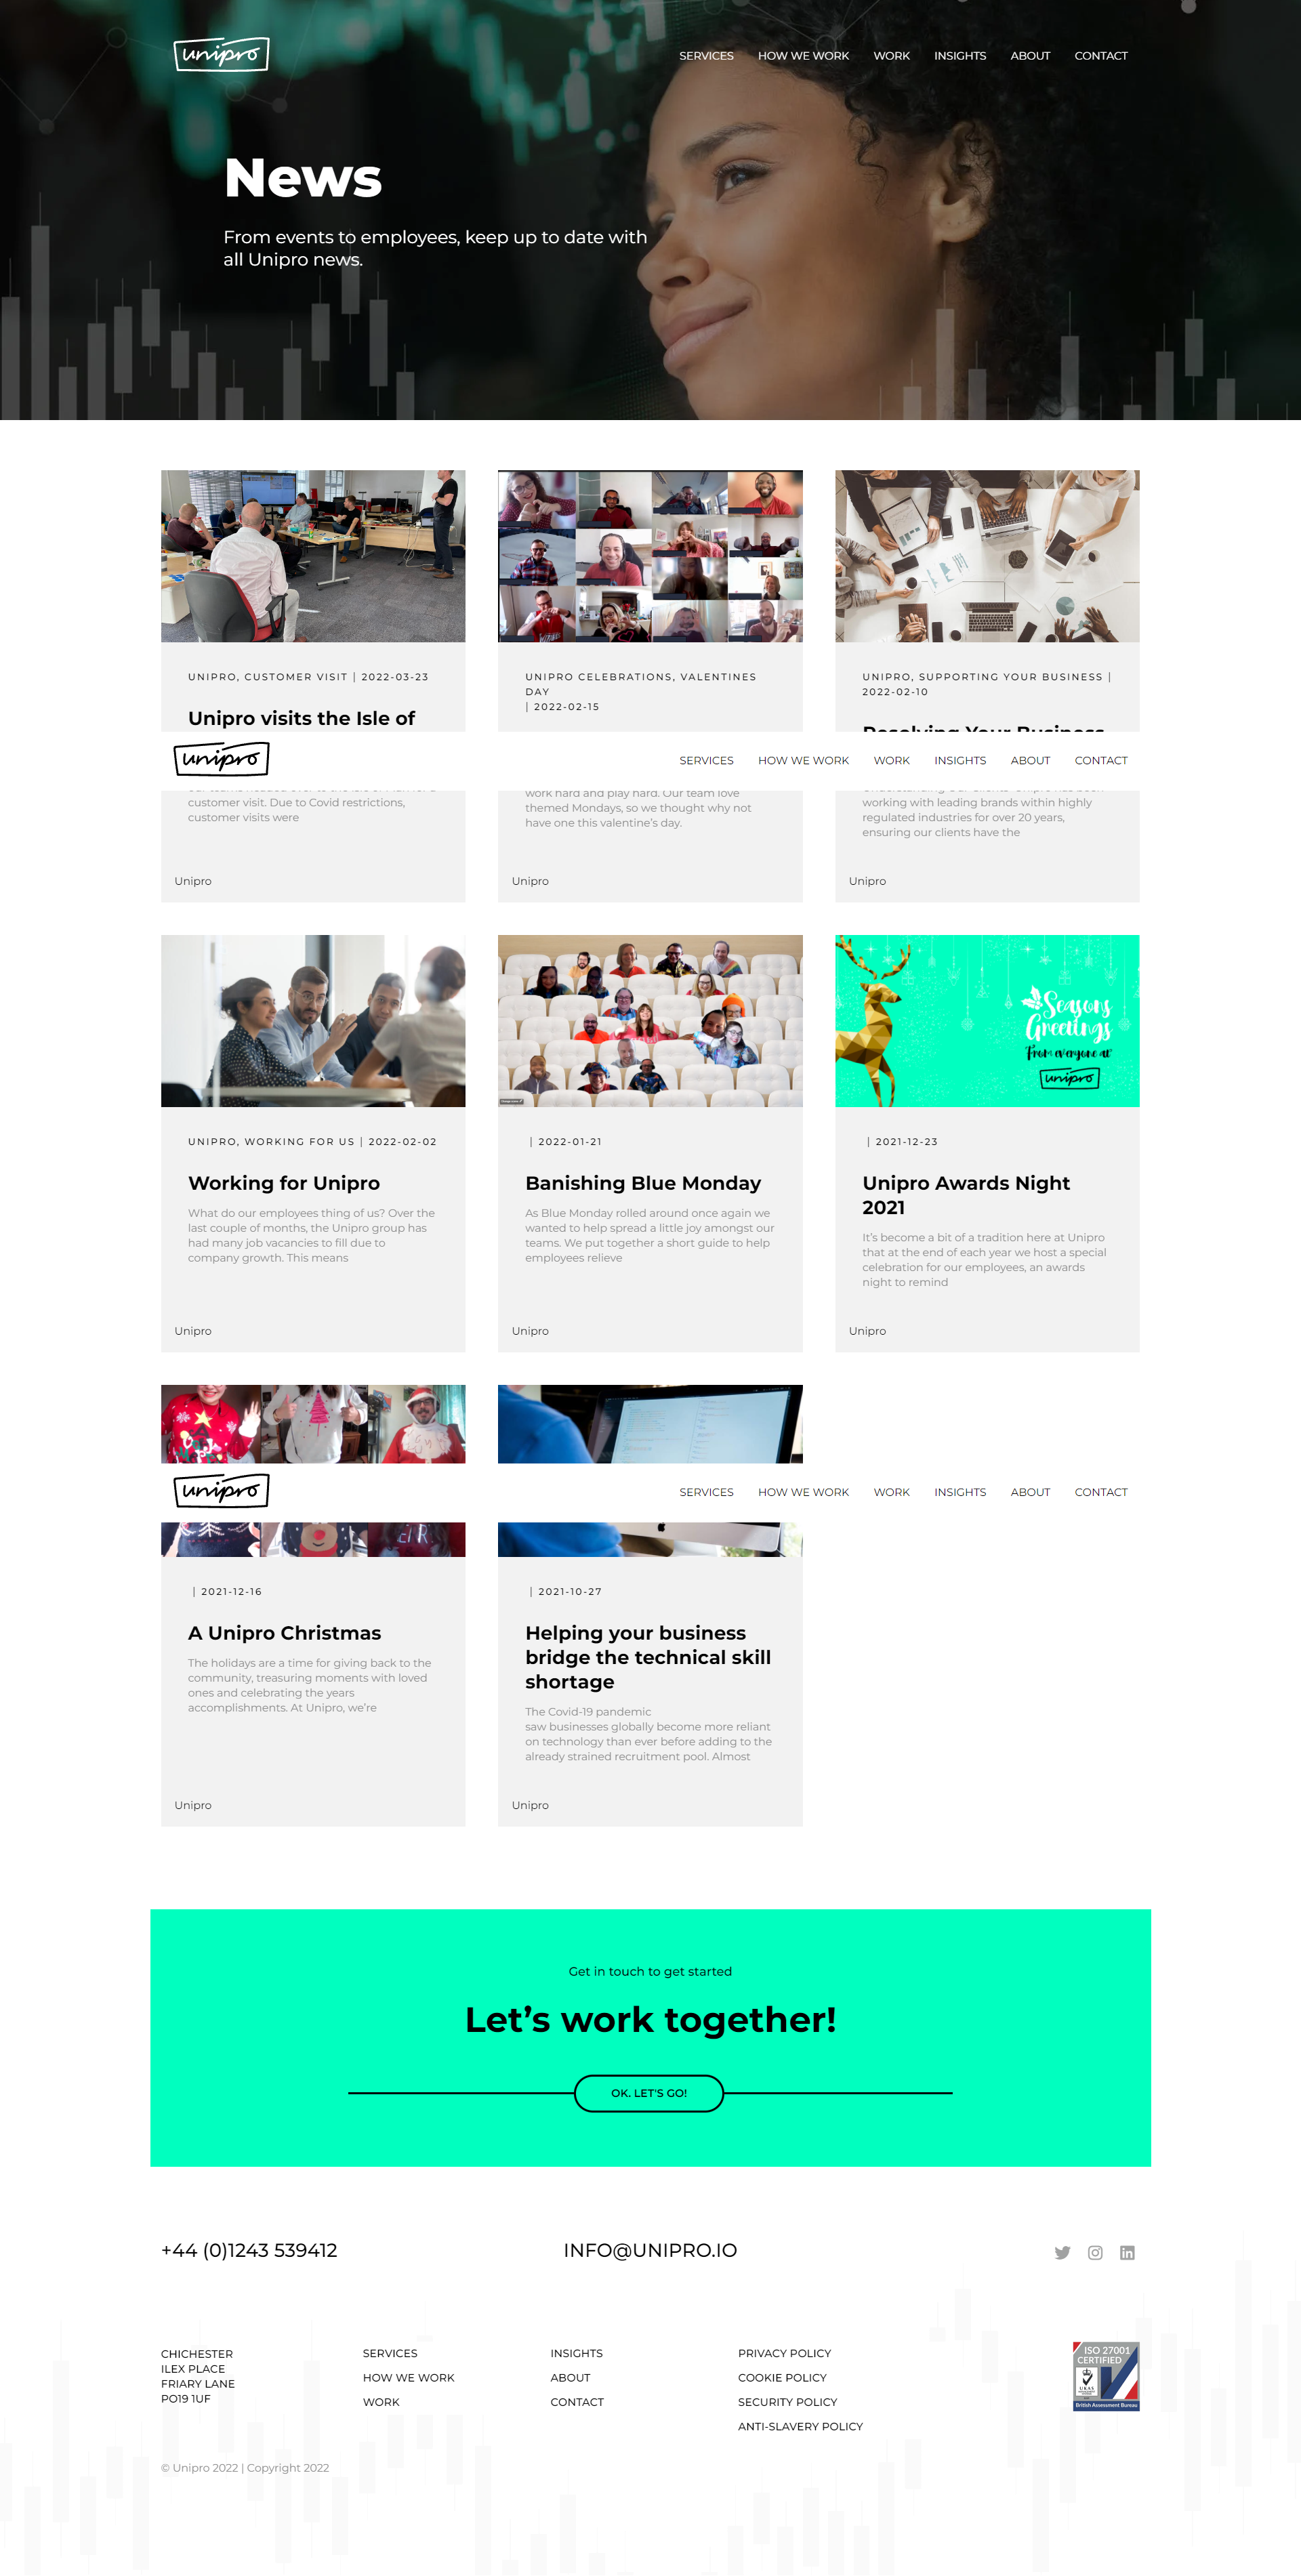 unipro
SERVICES HOW WE WORK WORK INSIGHTS ABOUT CONTACT
News
From events to employees, keep up to date with
all Unipro news.
UNIPRO, CUSTOMER VISIT | 2022-03-23
Unipro visits the Isle of
customer visit. Due to Covid restrictions,
customer visits were
Unipro
UNIPRO CELEBRATIONS, VALENTINES
DAY
| 2022-02-15
work hard and play hard. Our team love
themed Mondays, so we thought why not
have one this valentine's day.
Unipro
UNIPRO, SUPPORTING YOUR BUSINESS |
2022-02-10
Resolving Your Business
working with leading brands within highly
regulated industries for over 20 years,
ensuring our clients have the
Unipro
unipro
SERVICES HOW WE WORK WORK INSIGHTS ABOUT CONTACT
UNIPRO, WORKING FOR US | 2022-02-02
Working for Unipro
What do our employees thing of us? Over the
last couple of months, the Unipro group has
had many job vacancies to fill due to
company growth. This means
Unipro
| 2022-01-21
Banishing Blue Monday
As Blue Monday rolled around once again we
wanted to help spread a little joy amongst our
teams. We put together a short guide to help
employees relieve
Unipro
Seasons
Greetings
From everyone at
unipro
| 2021-12-23
Unipro Awards Night
2021
It's become a bit of a tradition here at Unipro
that at the end of each year we host a special
celebration for our employees, an awards
night to remind
Unipro
unipro
SERVICES HOW WE WORK WORK INSIGHTS ABOUT CONTACT
| 2021-12-16
A Unipro Christmas
The holidays are a time for giving back to the
community, treasuring moments with loved
ones and celebrating the years
accomplishments. At Unipro, we're
Unipro
| 2021-10-27
Helping your business
bridge the technical skill
shortage
The Covid-19 pandemic
saw businesses globally become more reliant
on technology than ever before adding to the
already strained recruitment pool. Almost
Unipro
Get in touch to get started
Let's work together!
OK. LET'S GO!
+44 (0)1243 539412
INFO@UNIPRO.IO
CHICHESTER
ILEX PLACE
FRIARY LANE
PO19 1UF
SERVICES
HOW WE WORK
WORK
INSIGHTS
ABOUT
CONTACT
PRIVACY POLICY
COOKIE POLICY
SECURITY POLICY
ANTI-SLAVERY POLICY
ISO 27001
CERTIFIED
UKAS
British Assessment Bureau
© Unipro 2022 | Copyright 2022